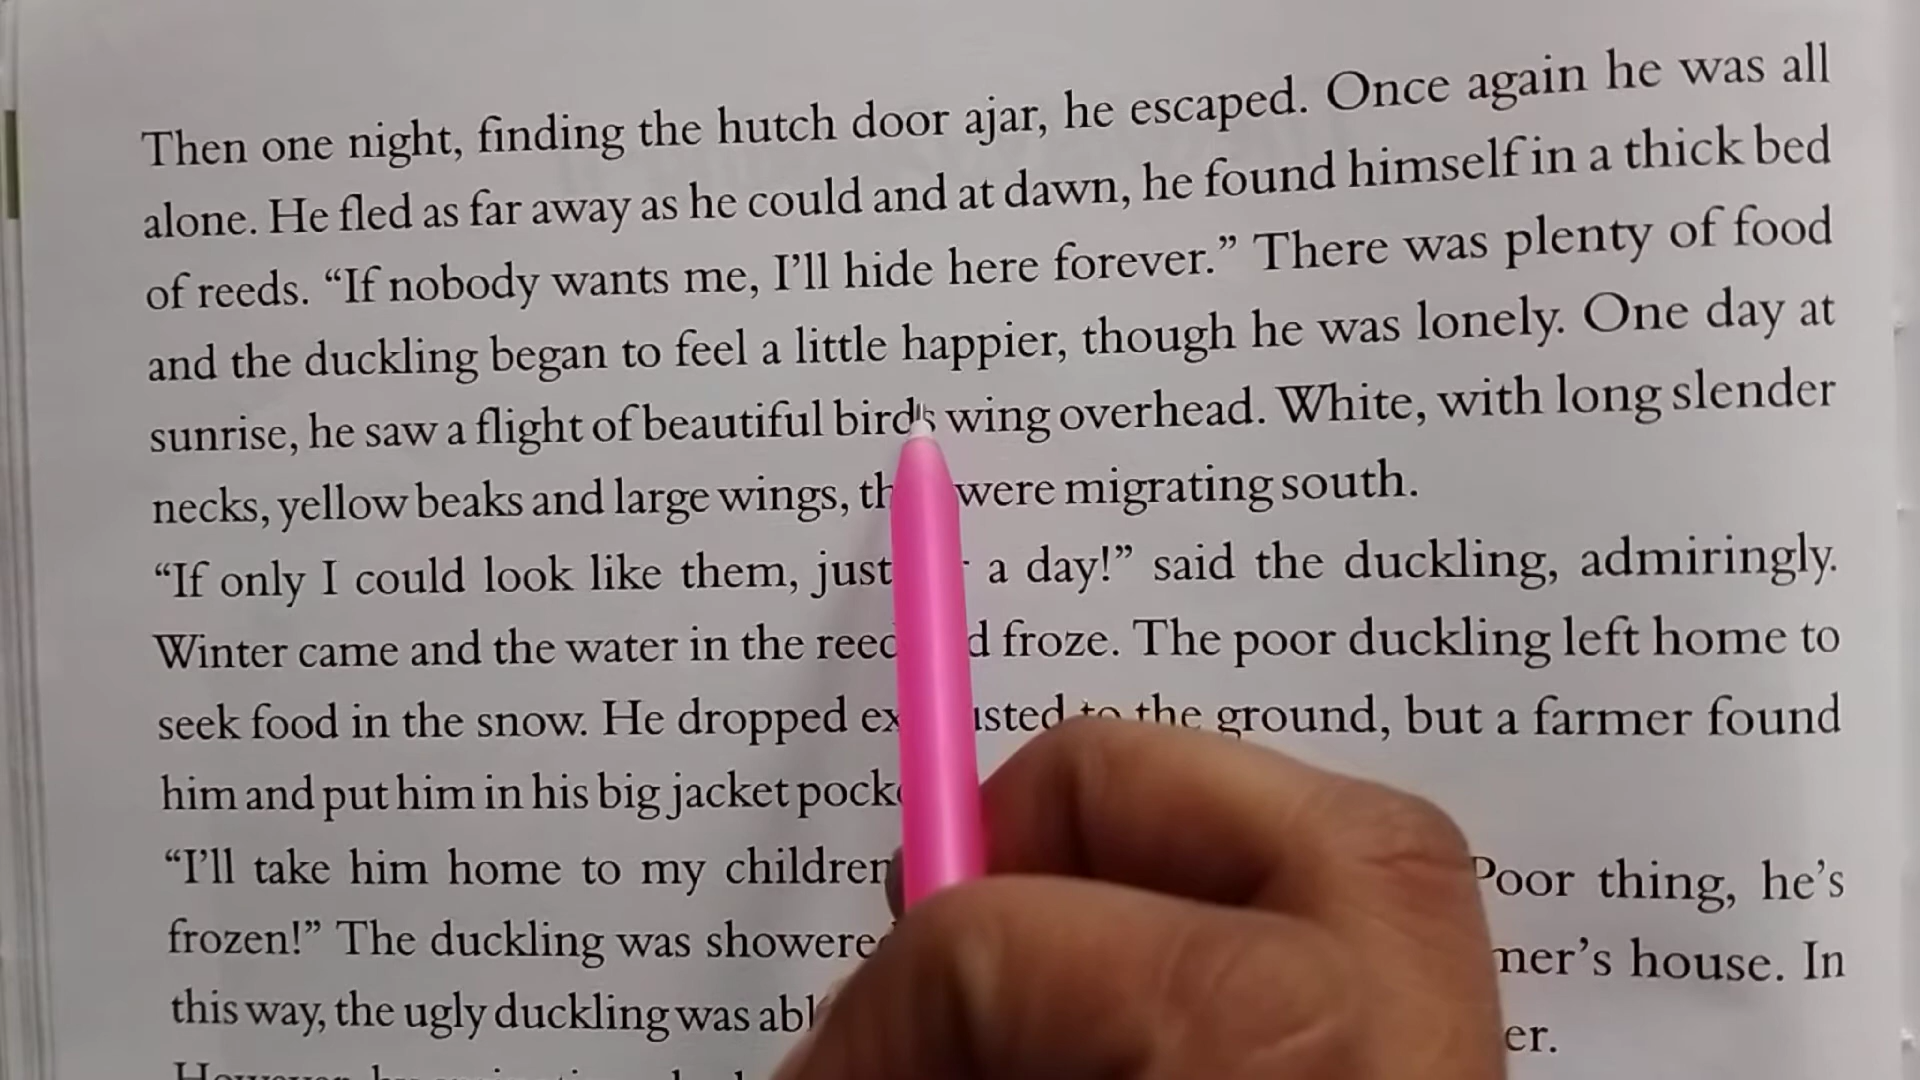 Then one night, finding the hutch door ajar, he escaped. Once again he was all
alone. He fled as far away as he could and at dawn, he found himself in a thick bed
of reeds. “If nobody wants me, I’ll hide here forever.” There was plenty of food
and the duckling began to feel a little happier, though he was lonely. One day at
sunrise, he saw a flight of beautiful birds wing overhead. White, with long slender
necks, yellow beaks and large wings, were migrating south.
“If only I could look like them, just a day!” said the duckling, admiringly.
Winter came and the water in the froze. The poor duckling left home to
seek food in the snow. He dropped to the ground, but a farmer found
him and put him in his big jacket
“I’ll take him home to my children Poor thing, he’s
frozen!” The duckling was house. In
this way, the ugly duckling was